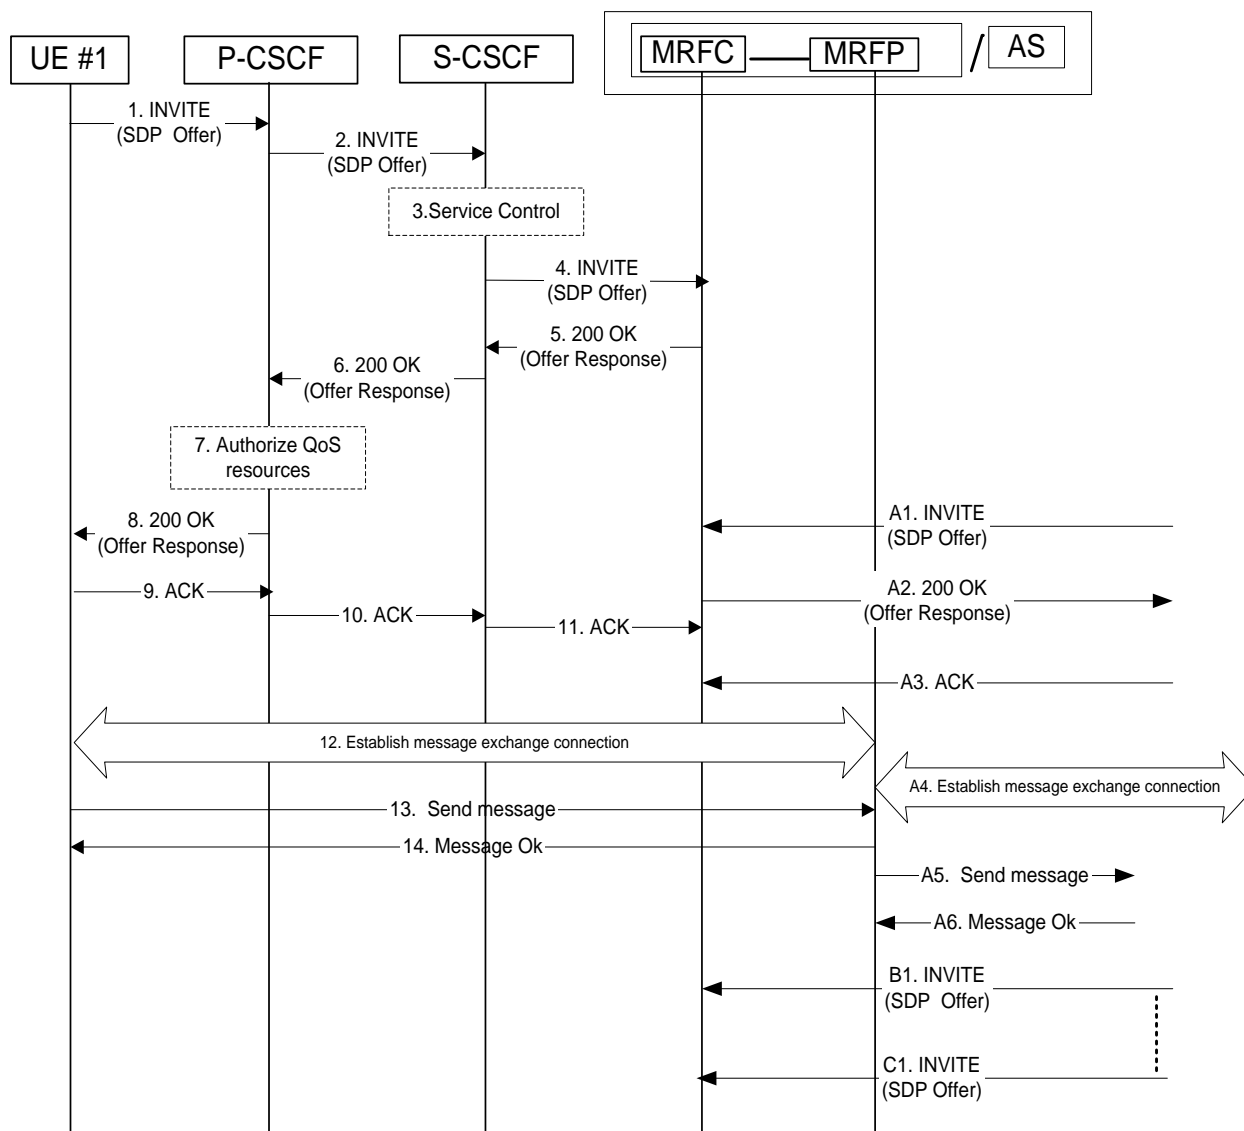 UE #1
P-CSCF
S-CSCF
MRFC
MRFP
/
AS
1. INVITE
(SDP Offer)
2. INVITE
(SDP Offer)
3.Service Control
4. INVITE
(SDP Offer)
5. 200 OK
(Offer Response)
6. 200 OK
(Offer Response)
7. Authorize QoS
resources
8. 200 OK
(Offer Response)
A1. INVITE
(SDP Offer)
9. ACK
A2. 200 OK
(Offer Response)
10. ACK
11. ACK
A3. ACK
12. Establish message exchange connection
A4. Establish message exchange connection
13. Send message
14. Message Ok
A5. Send message
A6. Message Ok
B1. INVITE
(SDP Offer)
C1. INVITE
(SDP Offer)